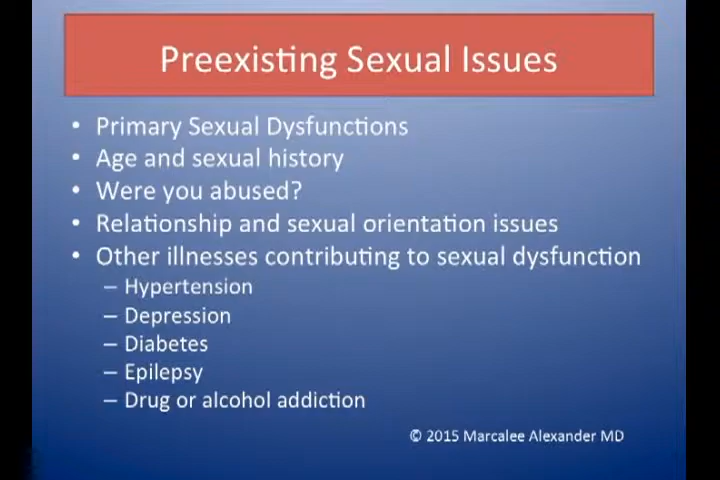 Preexisting Sexual Issues
• Primary Sexual Dysfunctions
• Age and sexual history
• Were you abused?
• Relationship and sexual orientation issues
• Other illnesses contributing to sexual dysfunction
– Hypertension
– Depression
– Diabetes
– Epilepsy
– Drug or alcohol addiction
© 2015 Marcalee Alexander MD